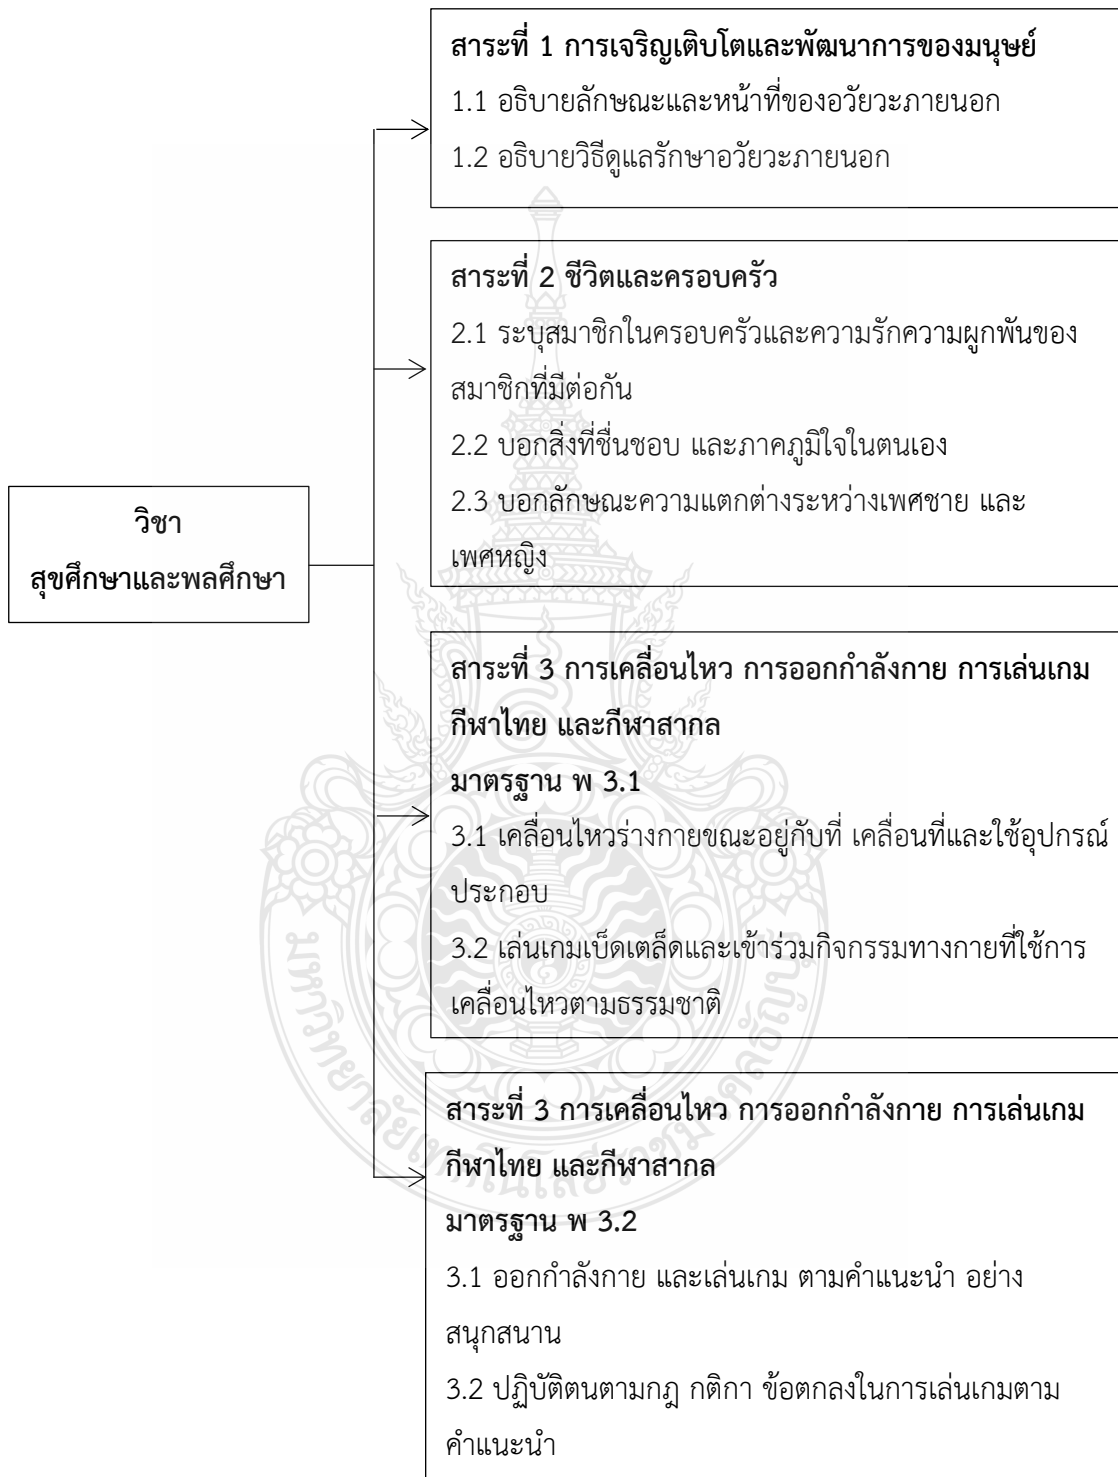 สาระที่ 1 การเจริญเติบโตและพัฒนาการของมนุษย์
1.1 อธิบายลักษณะและหน้าที่ของอวัยวะภายนอก
1.2 อธิบายวิธีดูแลรักษาอวัยวะภายนอก
สาระที่ 2 ชีวิตและครอบครัว
2.1 ระบุสมาชิกในครอบครัวและความรักความผูกพันของ
สมาชิกที่มีต่อกัน
2.2 บอกสิ่งที่ชื่นชอบ และภาคภูมิใจในตนเอง
2.3 บอกลักษณะความแตกต่างระหว่างเพศชาย และ
เพศหญิง
วิชา
สุขศึกษาและพลศึกษา
สาระที่ 3 การเคลื่อนไหว การออกกำลังกาย การเล่นเกม
กีฬาไทย และกีฬาสากล
มาตรฐาน พ 3.1
3.1 เคลื่อนไหวร่างกายขณะอยู่กับที่ เคลื่อนที่และใช้อุปกรณ์
ประกอบ
3.2 เล่นเกมเบ็ดเตล็ดและเข้าร่วมกิจกรรมทางกายที่ใช้การ
เคลื่อนไหวตามธรรมชาติ
สาระที่ 3 การเคลื่อนไหว การออกกำลังกาย การเล่นเกม
กีฬาไทย และกีฬาสากล
มาตรฐาน พ 3.2
3.1 ออกกำลังกาย และเล่นเกม ตามคำแนะนำ อย่าง
สนุกสนาน
3.2 ปฏิบัติตนตามกฎ กติกา ข้อตกลงในการเล่นเกมตาม
คำแนะนำ
มหาวิทยาลัยเทคโนโลยีราชมงคลธัญบุรี